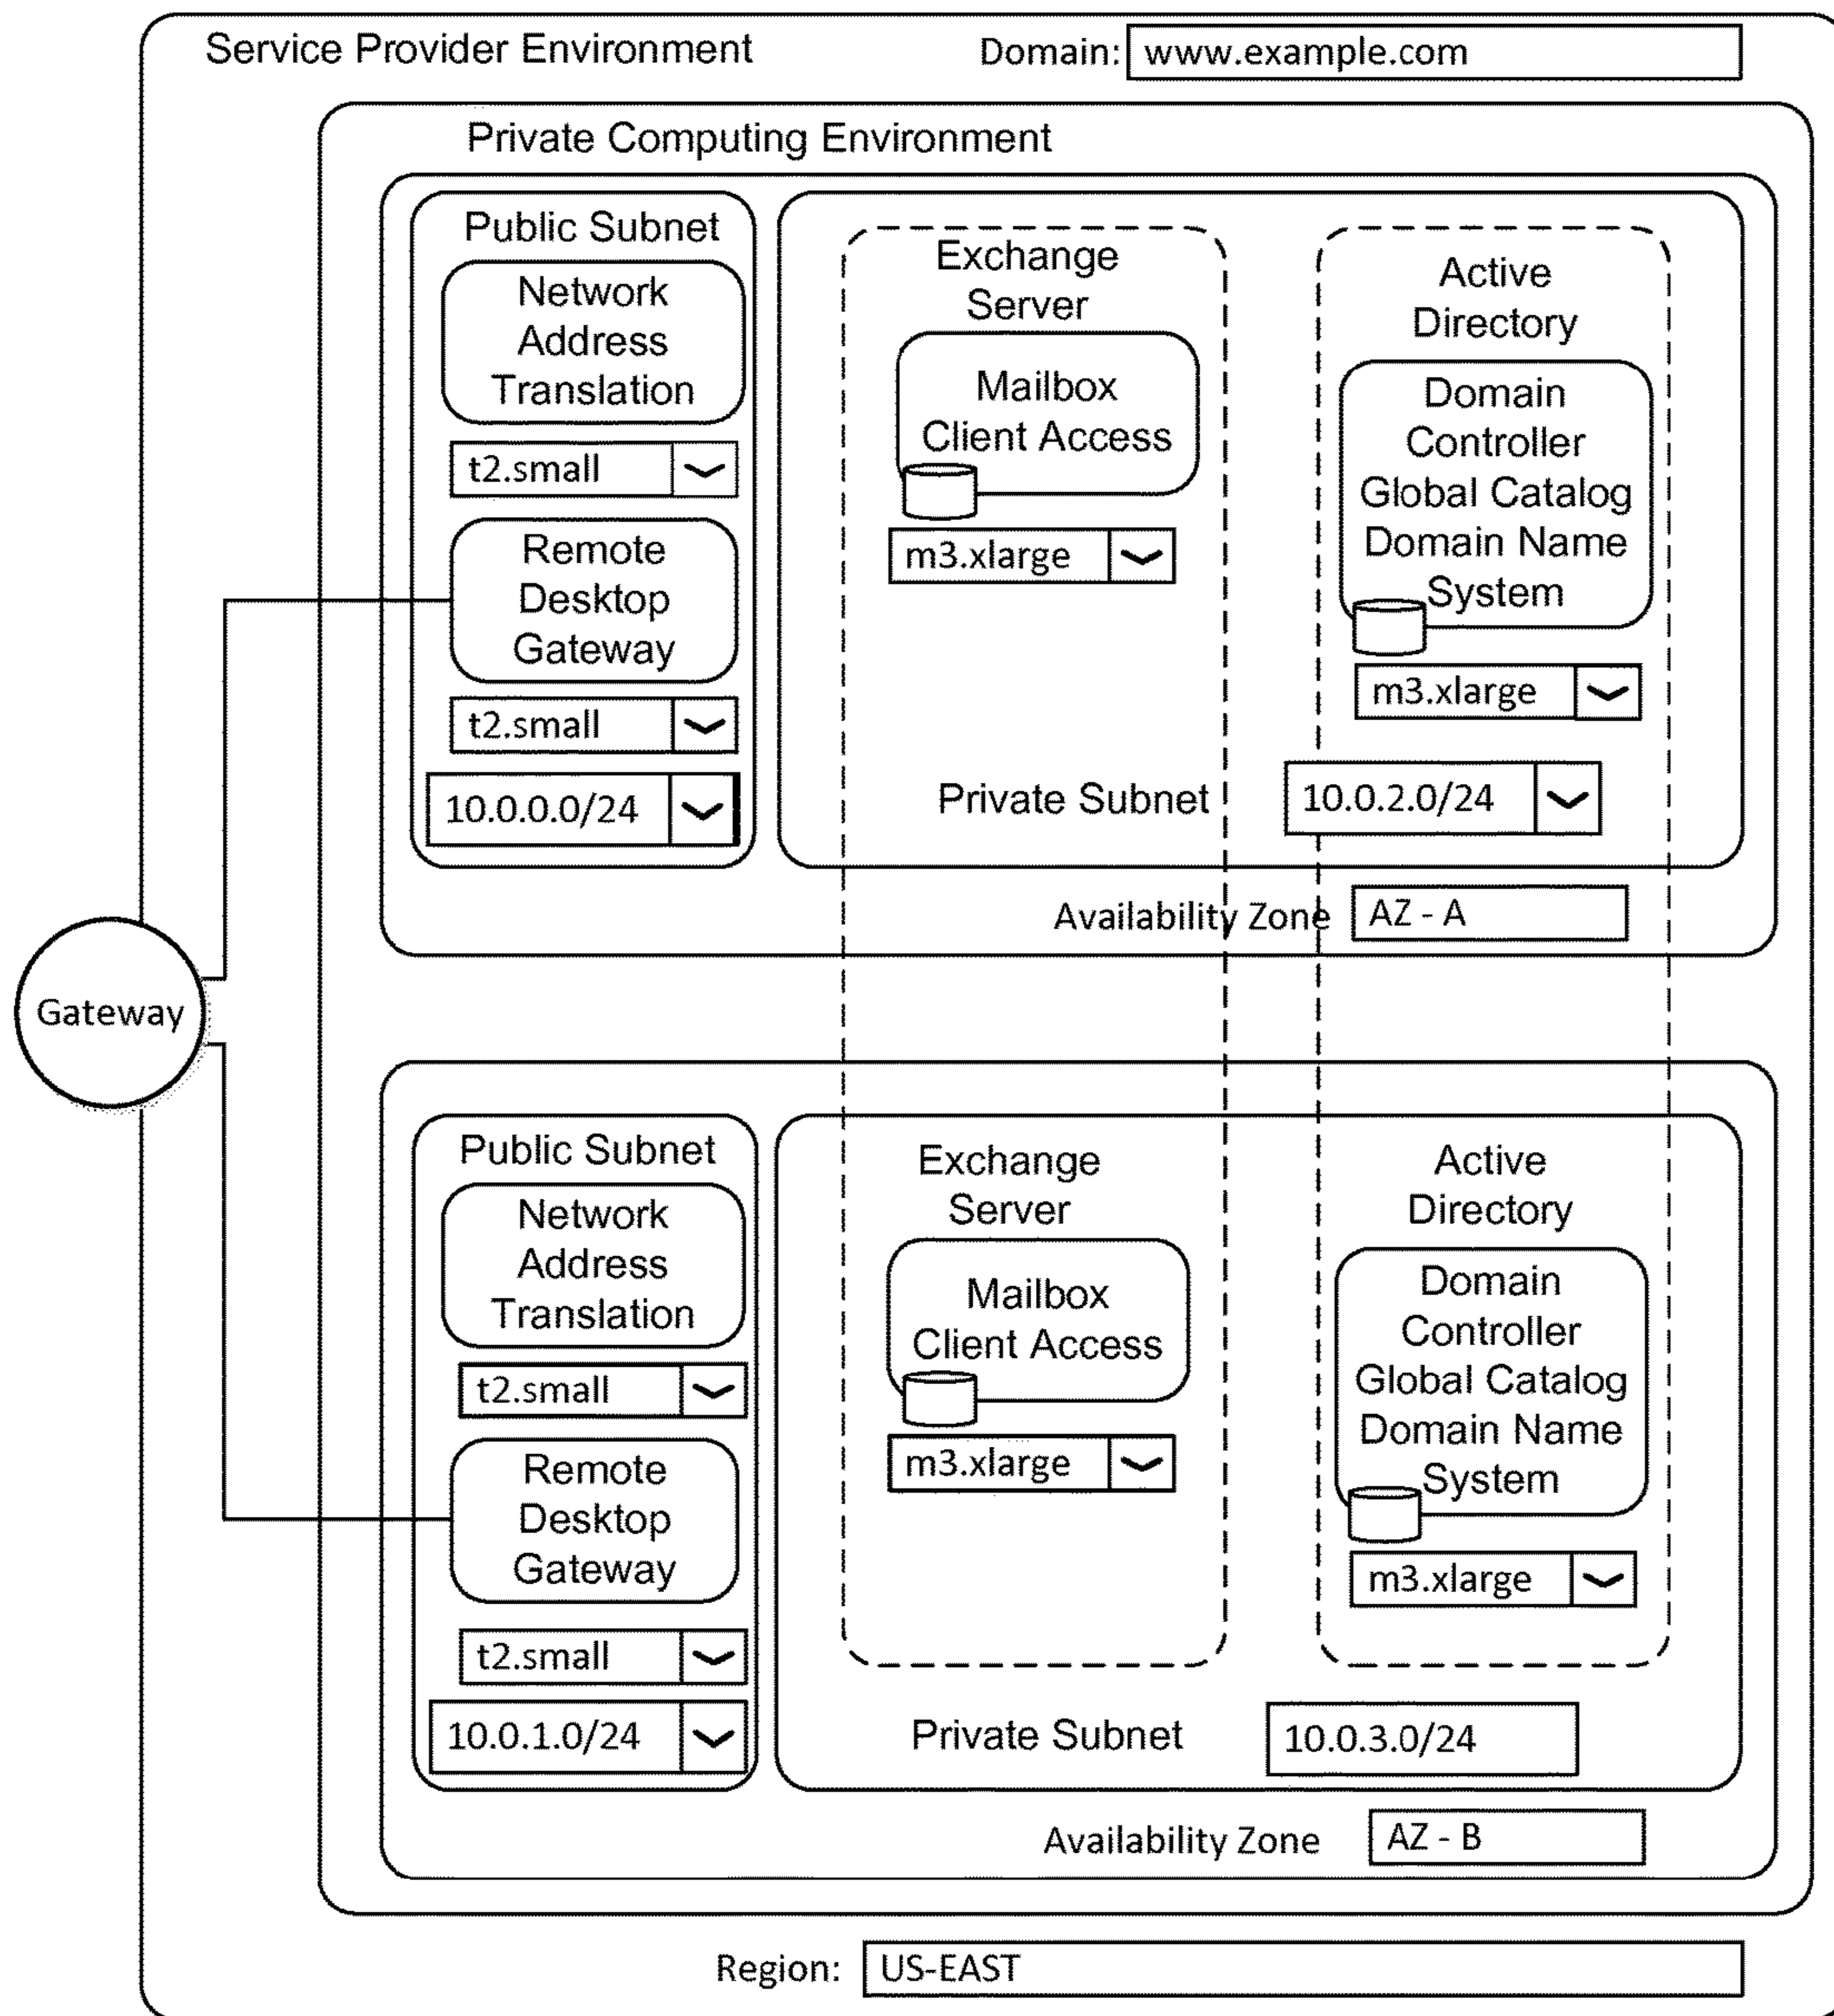 Service Provider Environment
Domain: www.example.com
Private Computing Environment
Public Subnet
Network
Address
Translation
t2.small
Remote
Desktop
Gateway
t2.small
10.0.0.0/24
Exchange
Server
Mailbox
Client Access
m3.xlarge
Active
Directory
Domain
Controller
Global Catalog
Domain Name
System
m3.xlarge
Private Subnet 10.0.2.0/24
Availability Zone AZ - A
Gateway
Public Subnet
Network
Address
Translation
t2.small
Remote
Desktop
Gateway
t2.small
10.0.1.0/24
Exchange
Server
Mailbox
Client Access
m3.xlarge
Active
Directory
Domain
Controller
Global Catalog
Domain Name
System
m3.xlarge
Private Subnet 10.0.3.0/24
Availability Zone AZ - B
Region: US-EAST